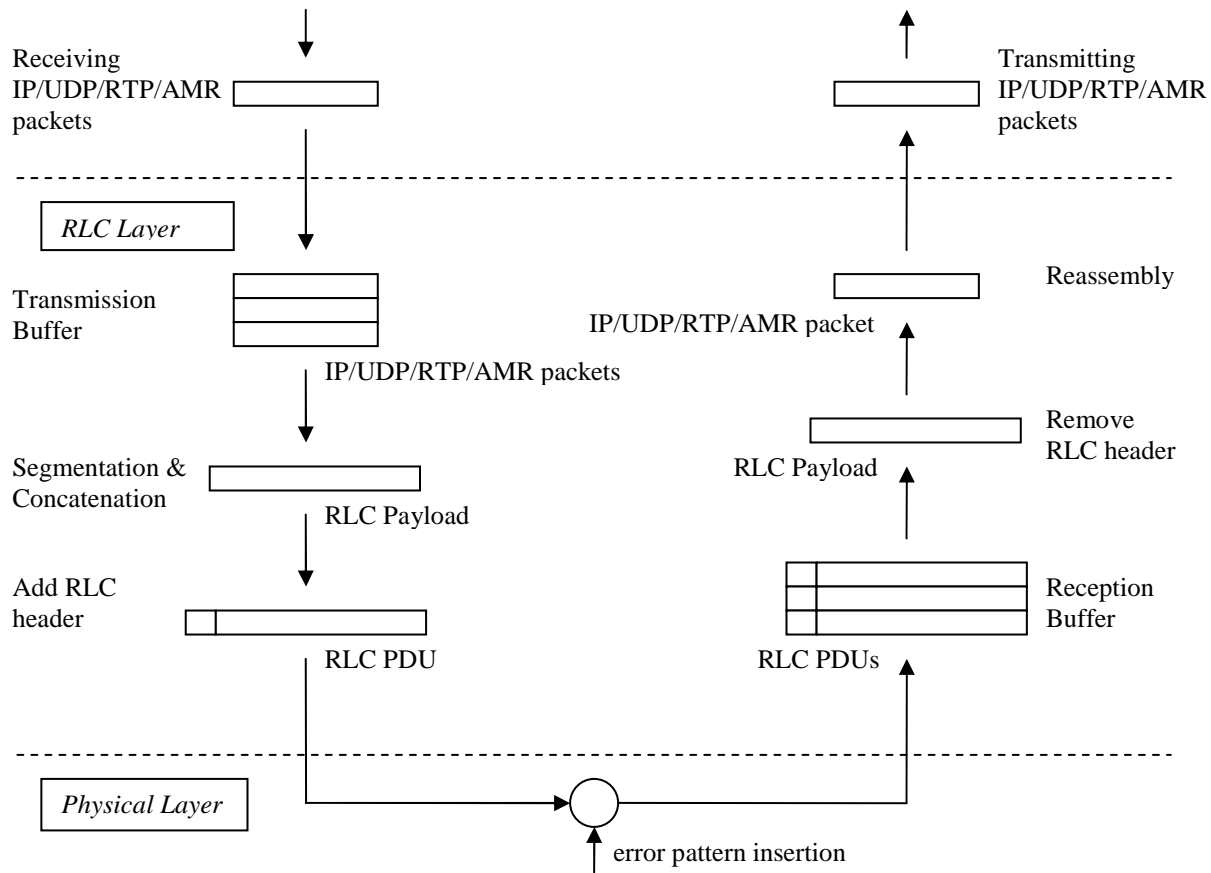 Receiving
IP/UDP/RTP/AMR
packets
Transmitting
IP/UDP/RTP/AMR
packets
RLC Layer
Transmission
Buffer
IP/UDP/RTP/AMR packets
Reassembly
IP/UDP/RTP/AMR packet
Segmentation &
Concatenation
RLC Payload
Remove
RLC header
RLC Payload
Add RLC
header
RLC PDU
Reception
Buffer
RLC PDUs
Physical Layer
error pattern insertion